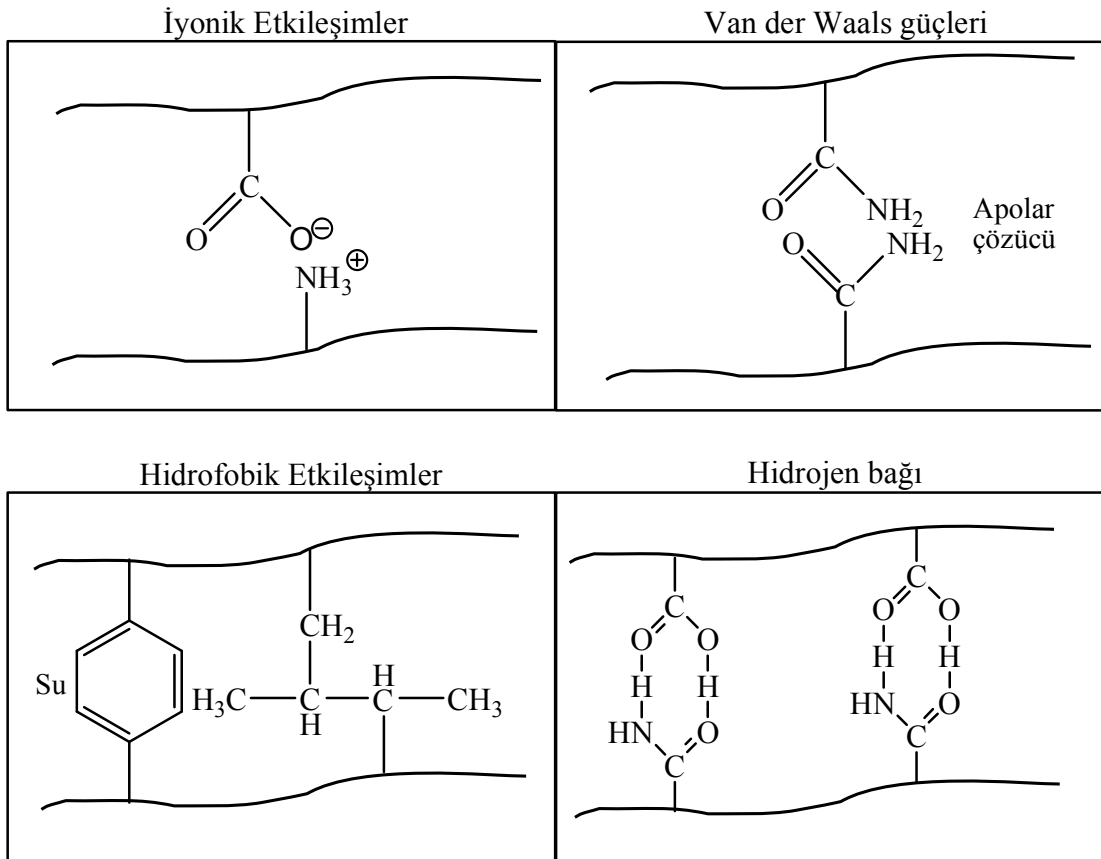 İyonik Etkileşimler
Van der Waals güçleri
C
O
O⊖
NH₃⊕
C
O
NH₂
O
NH₂
C
Apolar
çözücü
Hidrofobik Etkileşimler
Hidrojen bağı
Su
CH₂
H
H₃C
C
C
CH₃
H
C
O
O
H
H
HN
O
C
C
O
O
H
H
HN
O
C